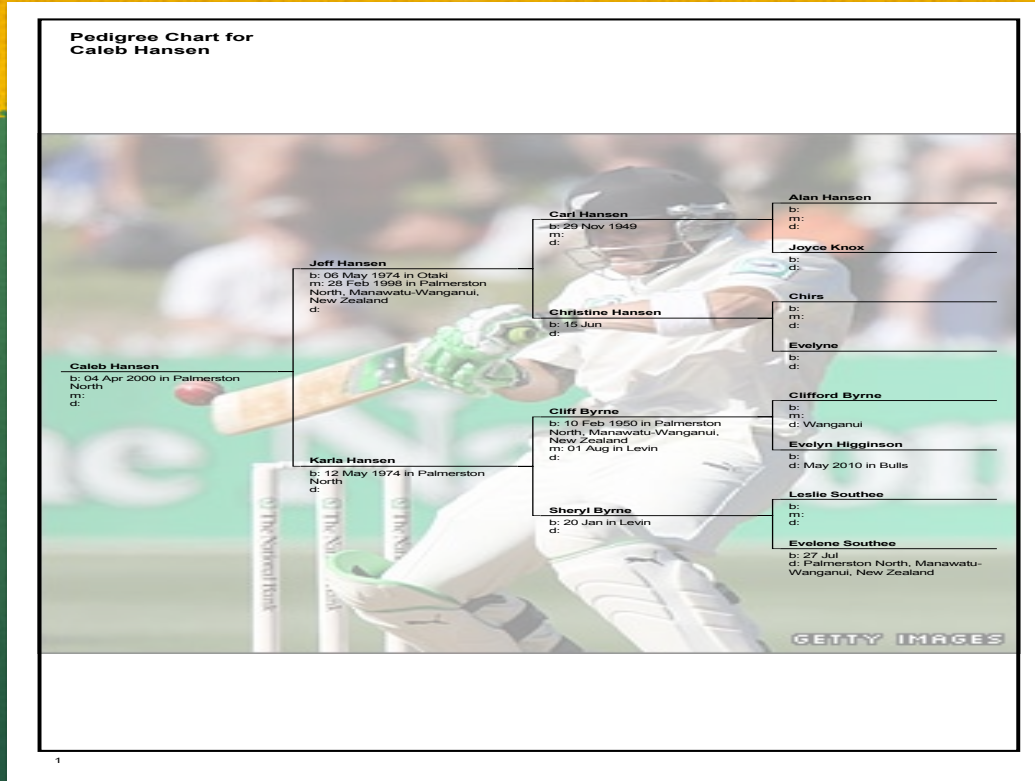 Pedigree Chart for
Caleb Hansen
Alan Hansen
b:
m:
d:
Carl Hansen
b: 29 Nov 1949
m:
d:
Joyce Knox
b:
d:
Jeff Hansen
b: 06 May 1974 in Otaki
m: 28 Feb 1998 in Palmerston
North, Manawatu-Wanganui,
New Zealand
d:
Chirs
b:
m:
d:
Christine Hansen
b: 15 Jun
d:
Evelyne
b:
d:
Caleb Hansen
b: 04 Apr 2000 in Palmerston
North
m:
d:
Clifford Byrne
b:
m:
d: Wanganui
Cliff Byrne
b: 10 Feb 1950 in Palmerston
North, Manawatu-Wanganui,
New Zealand
m: 01 Aug in Levin
d:
Evelyn Higginson
b:
d: May 2010 in Bulls
Karla Hansen
b: 12 May 1974 in Palmerston
North
d:
Leslie Southee
b:
m:
d:
Sheryl Byrne
b: 20 Jan in Levin
d:
Evelene Southee
b: 27 Jul
d: Palmerston North, Manawatu-
Wanganui, New Zealand
The National Bank
GETTY IMAGES
1